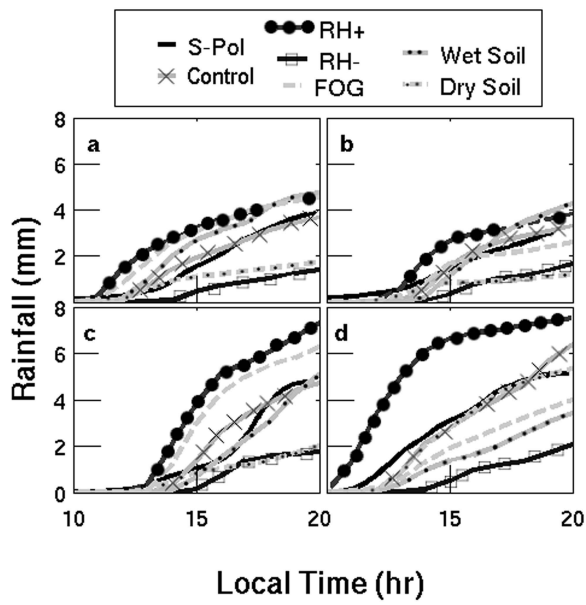 S-Pol
Control
RH+
RH-
FOG
Wet Soil
Dry Soil
Rainfall (mm)
8
6
4
2
0
8
6
4
2
0
a
b
c
d
10
15
20
15
20
Local Time (hr)